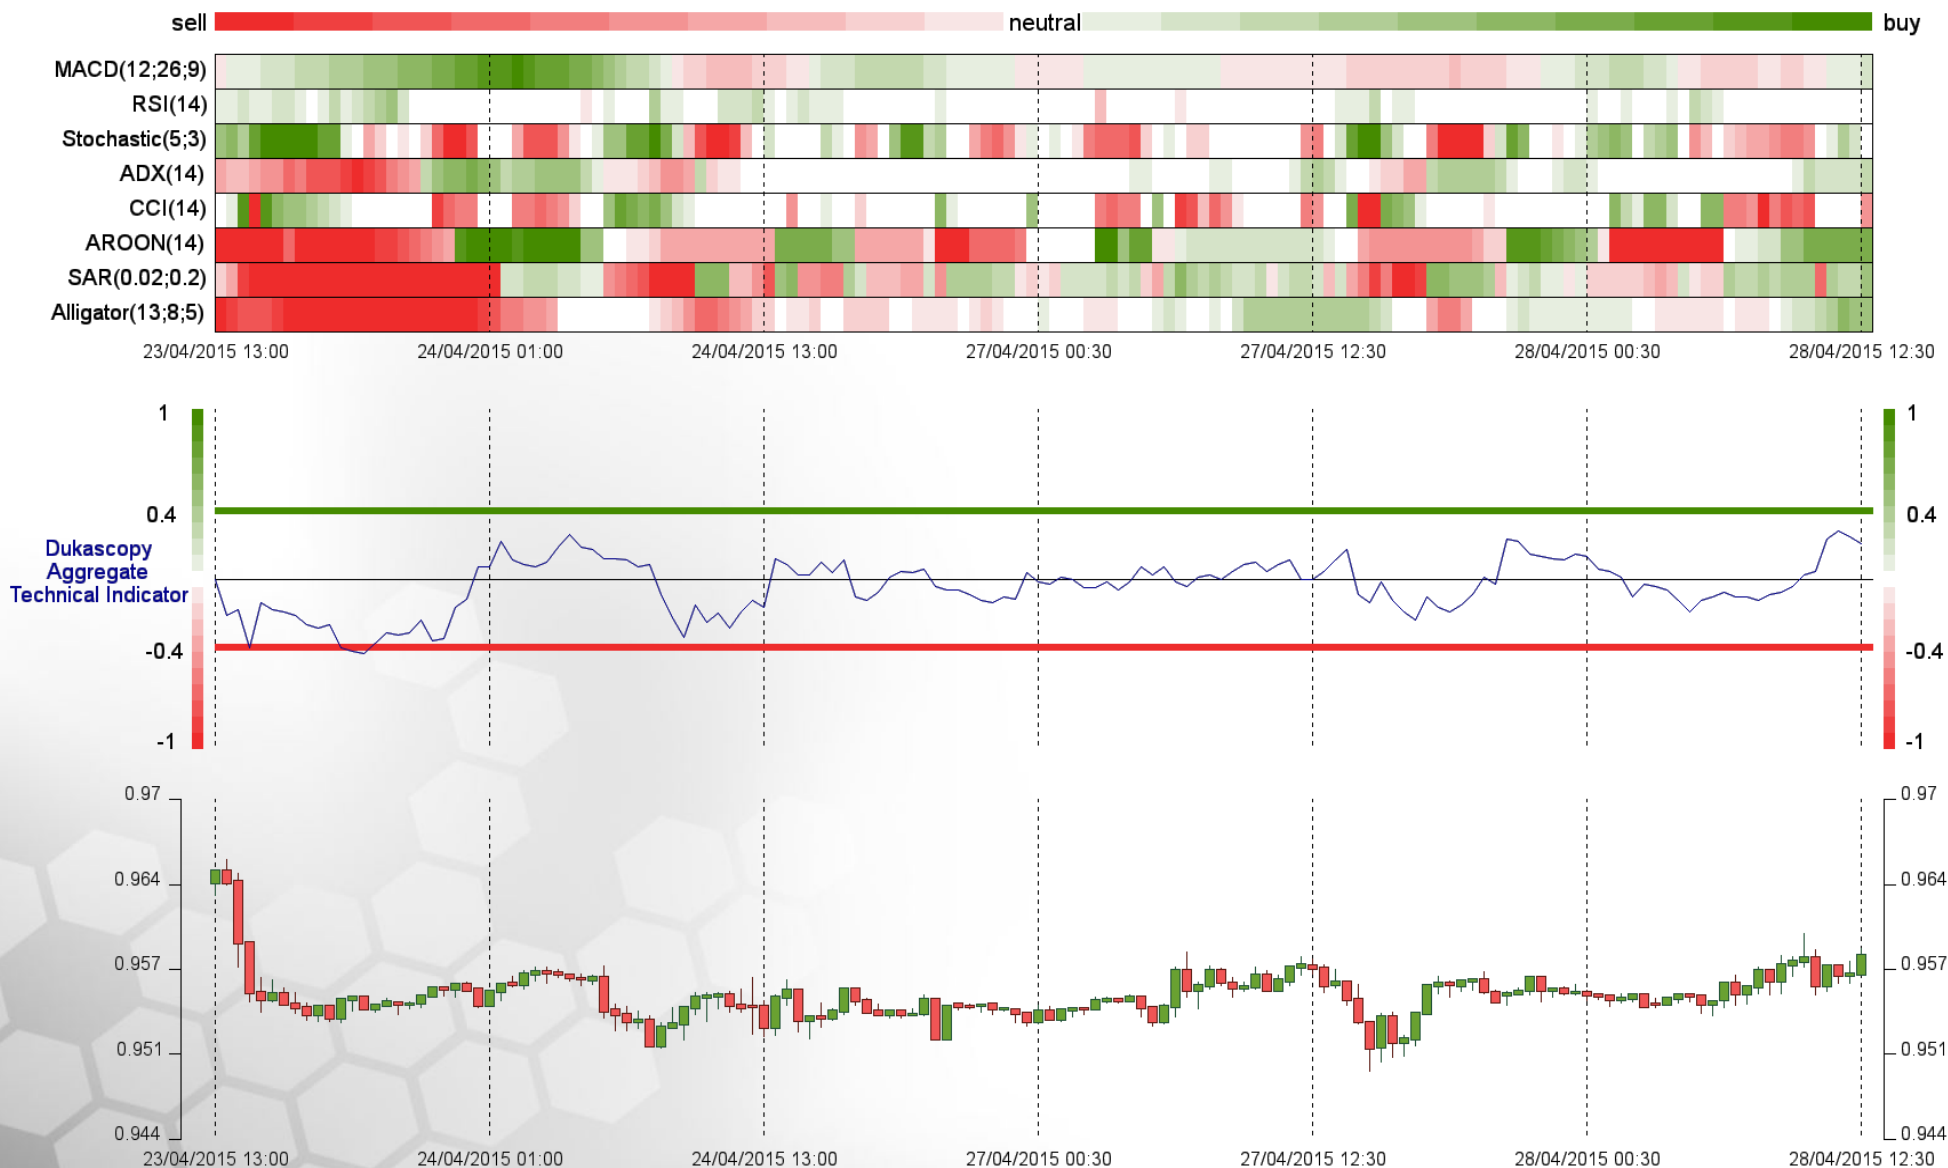 sell neutral buy
MACD(12;26;9)
RSI(14)
Stochastic(5;3)
ADX(14)
CCI(14)
AROON(14)
SAR(0.02;0.2)
Alligator(13;8;5)
23/04/2015 13:00 24/04/2015 01:00 24/04/2015 13:00 27/04/2015 00:30 27/04/2015 12:30 28/04/2015 00:30 28/04/2015 12:30
1 1
0.4 0.4
Dukascopy
Aggregate
Technical Indicator
-0.4 -0.4
-1 -1
0.97 0.97
0.964 0.964
0.957 0.957
0.951 0.951
0.944 0.944
23/04/2015 13:00 24/04/2015 01:00 24/04/2015 13:00 27/04/2015 00:30 27/04/2015 12:30 28/04/2015 00:30 28/04/2015 12:30